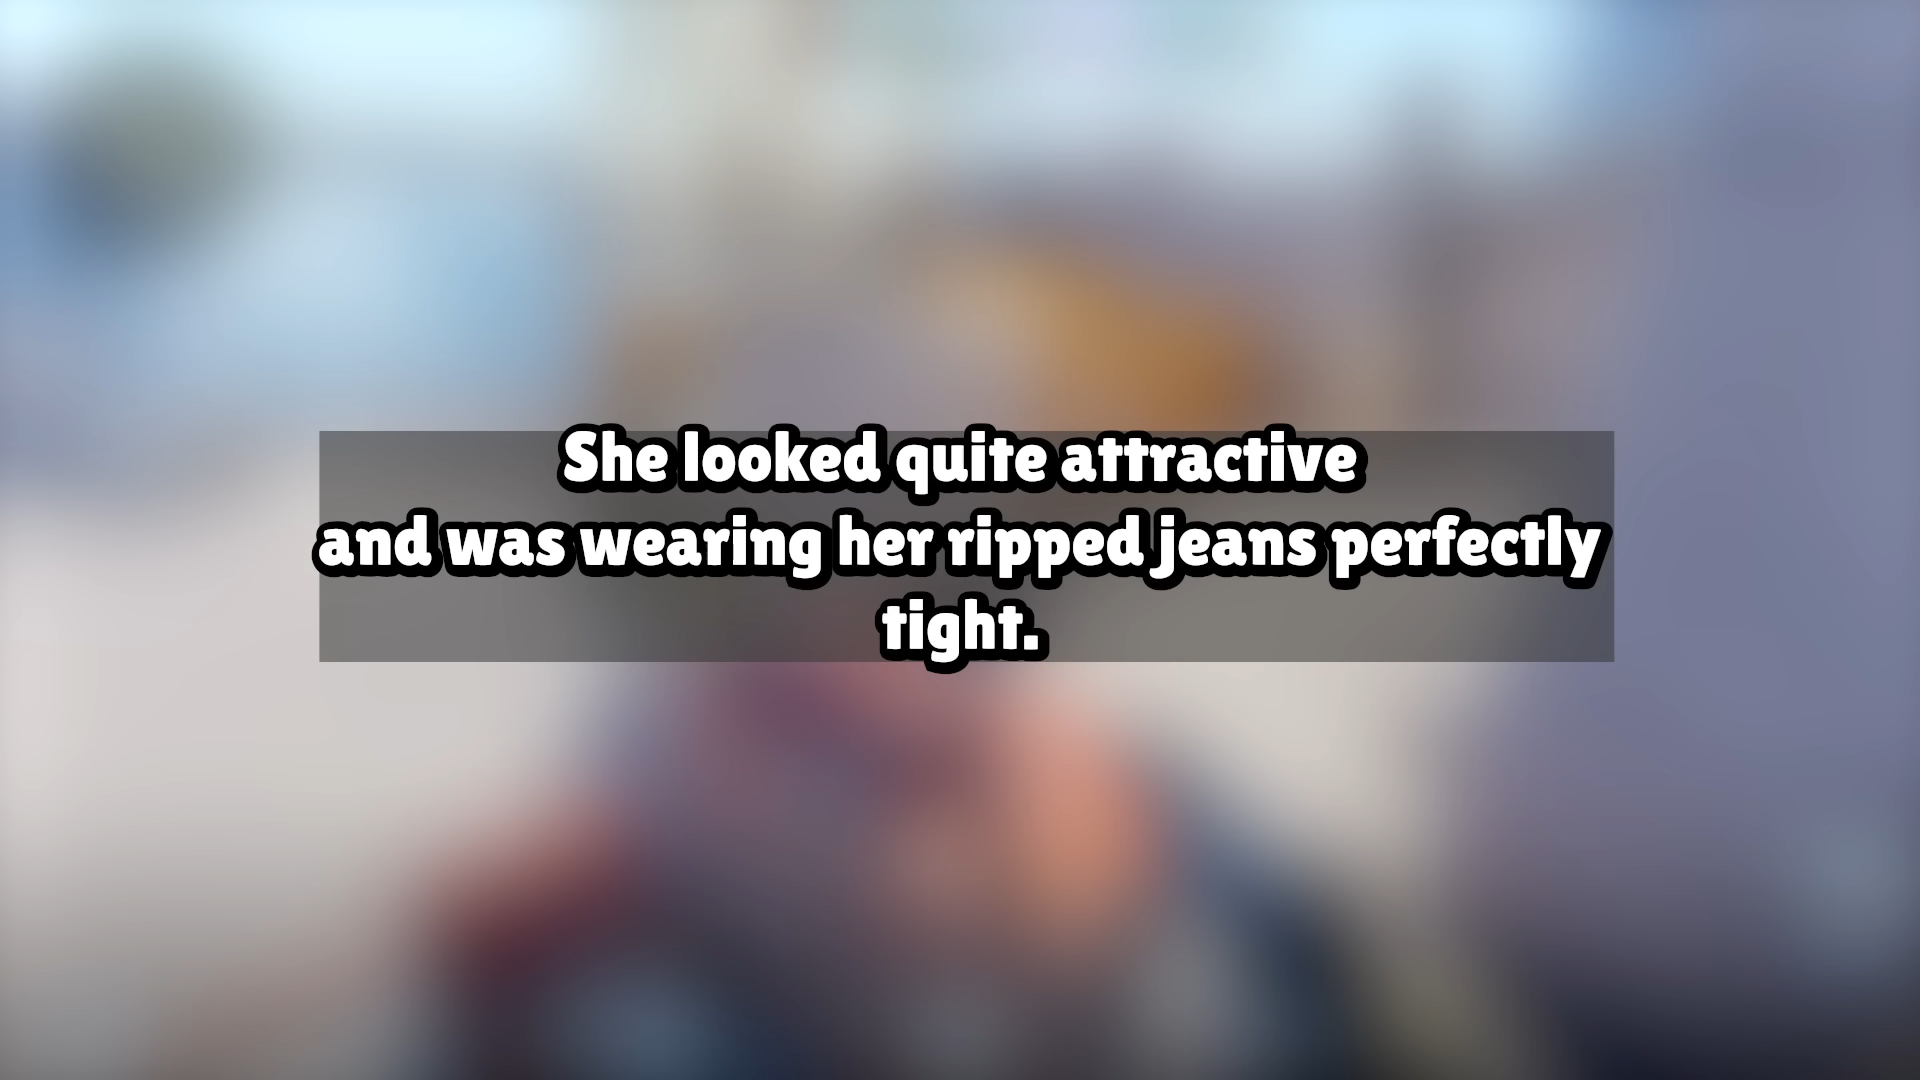 She looked quite attractive
and was wearing her ripped jeans perfectly
tight.